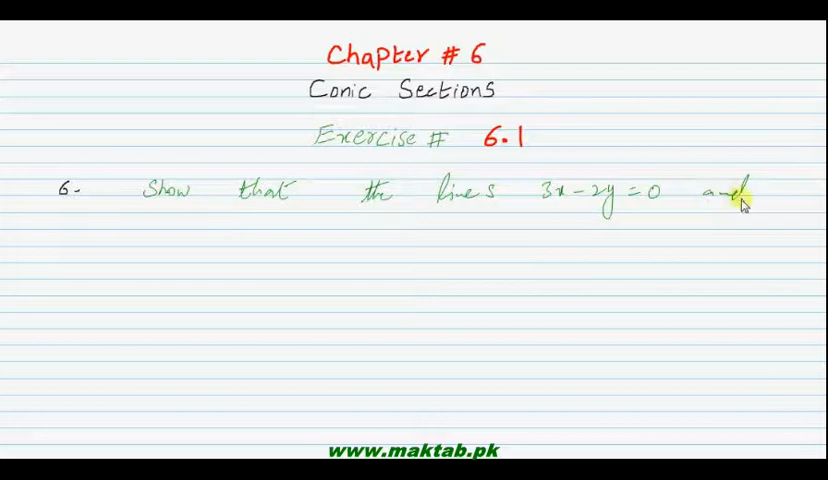 Chapter # 6
Conic Sections
Exercise # 6.1
6. Show that the lines 3x - 2y = 0 and
www.maktab.pk